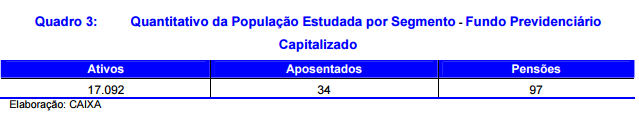 Quadro 3: Quantitativo da População Estudada por Segmento - Fundo Previdenciário
Capitalizado
Ativos Aposentados Pensões
17.092 34 97
Elaboração: CAIXA